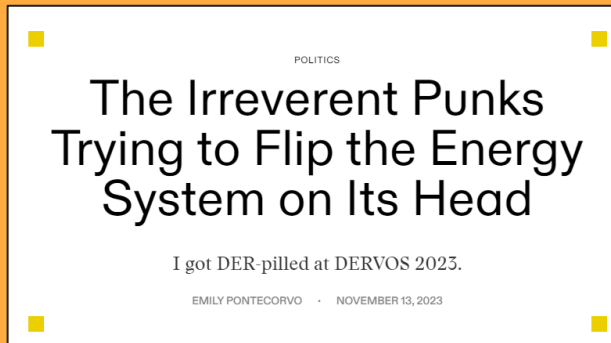 POLITICS
The Irreverent Punks
Trying to Flip the Energy
System on Its Head
I got DER-pilled at DERVOS 2023.
EMILY PONTECORVO · NOVEMBER 13, 2023